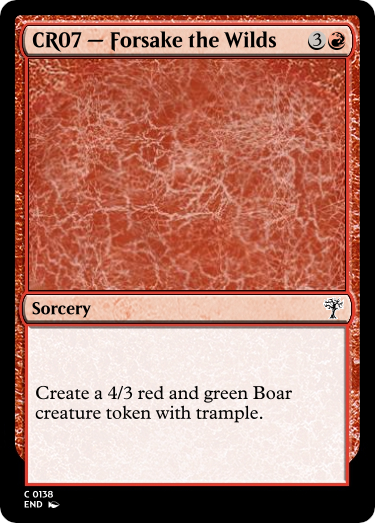 CR07 — Forsake the Wilds 3
Sorcery
Create a 4/3 red and green Boar
creature token with trample.
C 0138
END